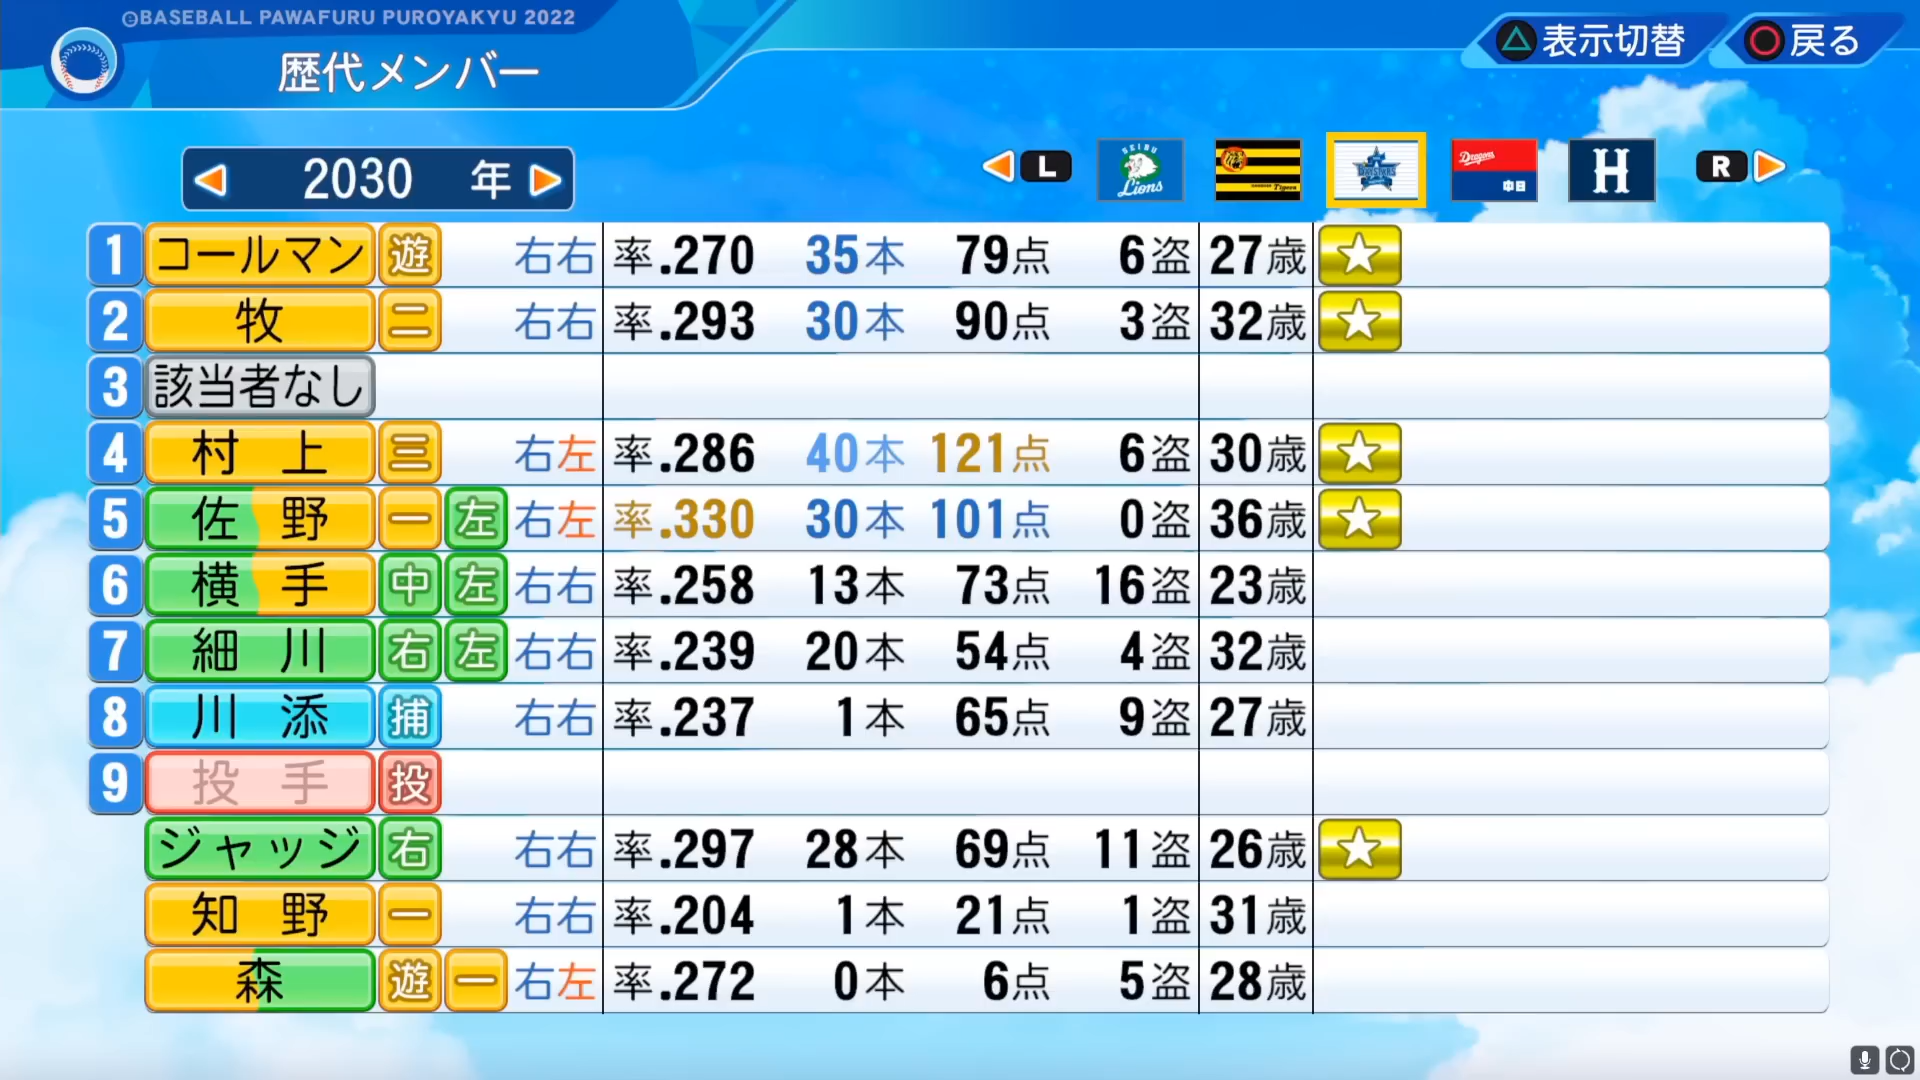 eBASEBALL PAWAFURU PUROYAKYU 2022
歴代メンバー
表示切替
戻る
2030 年
L
SEIBU Lions
Tigers
Dragons 中日
H
R
1 コールマン 遊 右右 率.270 35本 79点 6盗 27歳
2 牧 二 右右 率.293 30本 90点 3盗 32歳
3 該当者なし
4 村上 三 右左 率.286 40本 121点 6盗 30歳
5 佐野 一 左 右左 率.330 30本 101点 0盗 36歳
6 横手 中 左 右右 率.258 13本 73点 16盗 23歳
7 細川 右 左 右右 率.239 20本 54点 4盗 32歳
8 川添 捕 右右 率.237 1本 65点 9盗 27歳
9 投手 投
ジャッジ 右 右右 率.297 28本 69点 11盗 26歳
知野 一 右右 率.204 1本 21点 1盗 31歳
森 遊 一 右左 率.272 0本 6点 5盗 28歳